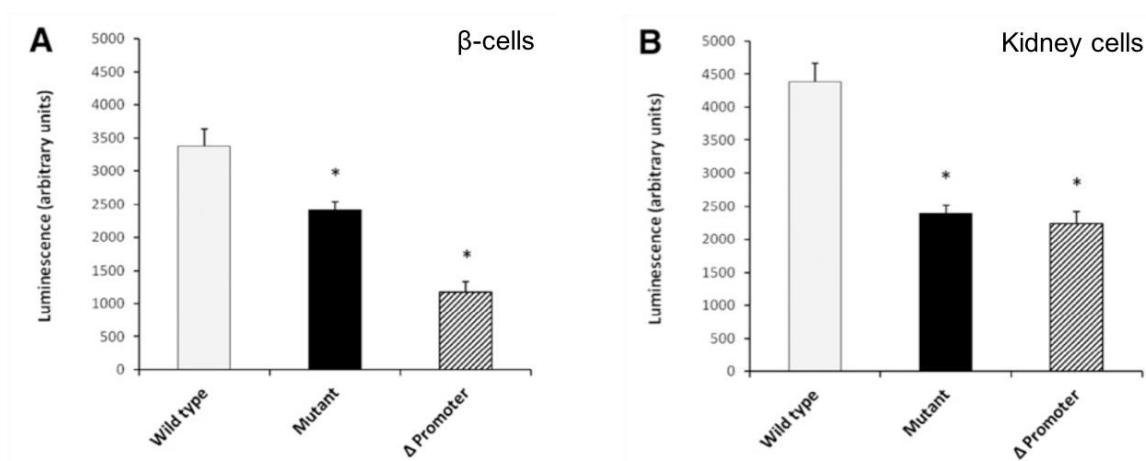 A
β-cells
Luminescence (arbitrary units)
5000
4500
4000
3500
3000
2500
2000
1500
1000
500
0
*
*
Wild type
Mutant
Δ Promoter
B
Kidney cells
Luminescence (arbitrary units)
5000
4500
4000
3500
3000
2500
2000
1500
1000
500
0
*
*
Wild type
Mutant
Δ Promoter